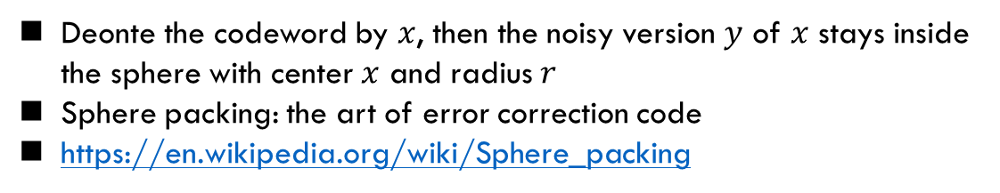 ■ Deonte the codeword by x, then the noisy version y of x stays inside
the sphere with center x and radius r
■ Sphere packing: the art of error correction code
■ https://en.wikipedia.org/wiki/Sphere_packing